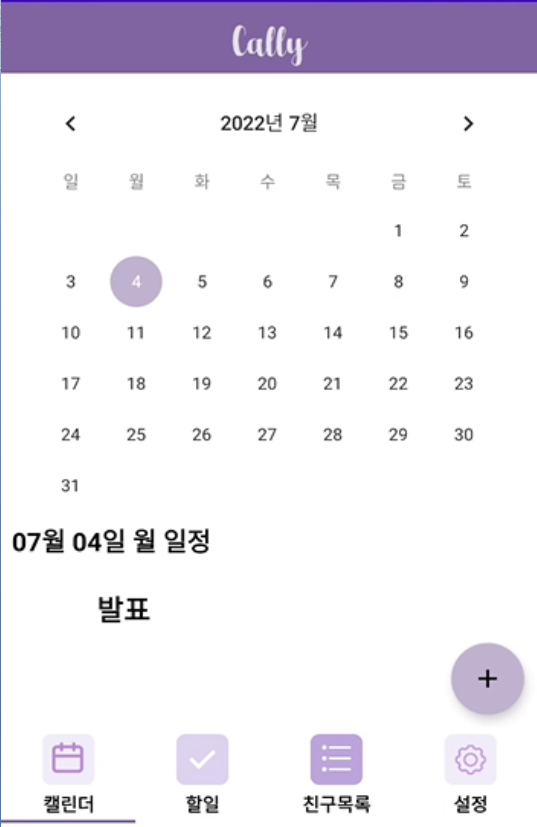 Cally
< 2022년 7월 >
일 월 화 수 목 금 토
1 2
3 4 5 6 7 8 9
10 11 12 13 14 15 16
17 18 19 20 21 22 23
24 25 26 27 28 29 30
31
07월 04일 월 일정
발표
+
캘린더 할일 친구목록 설정